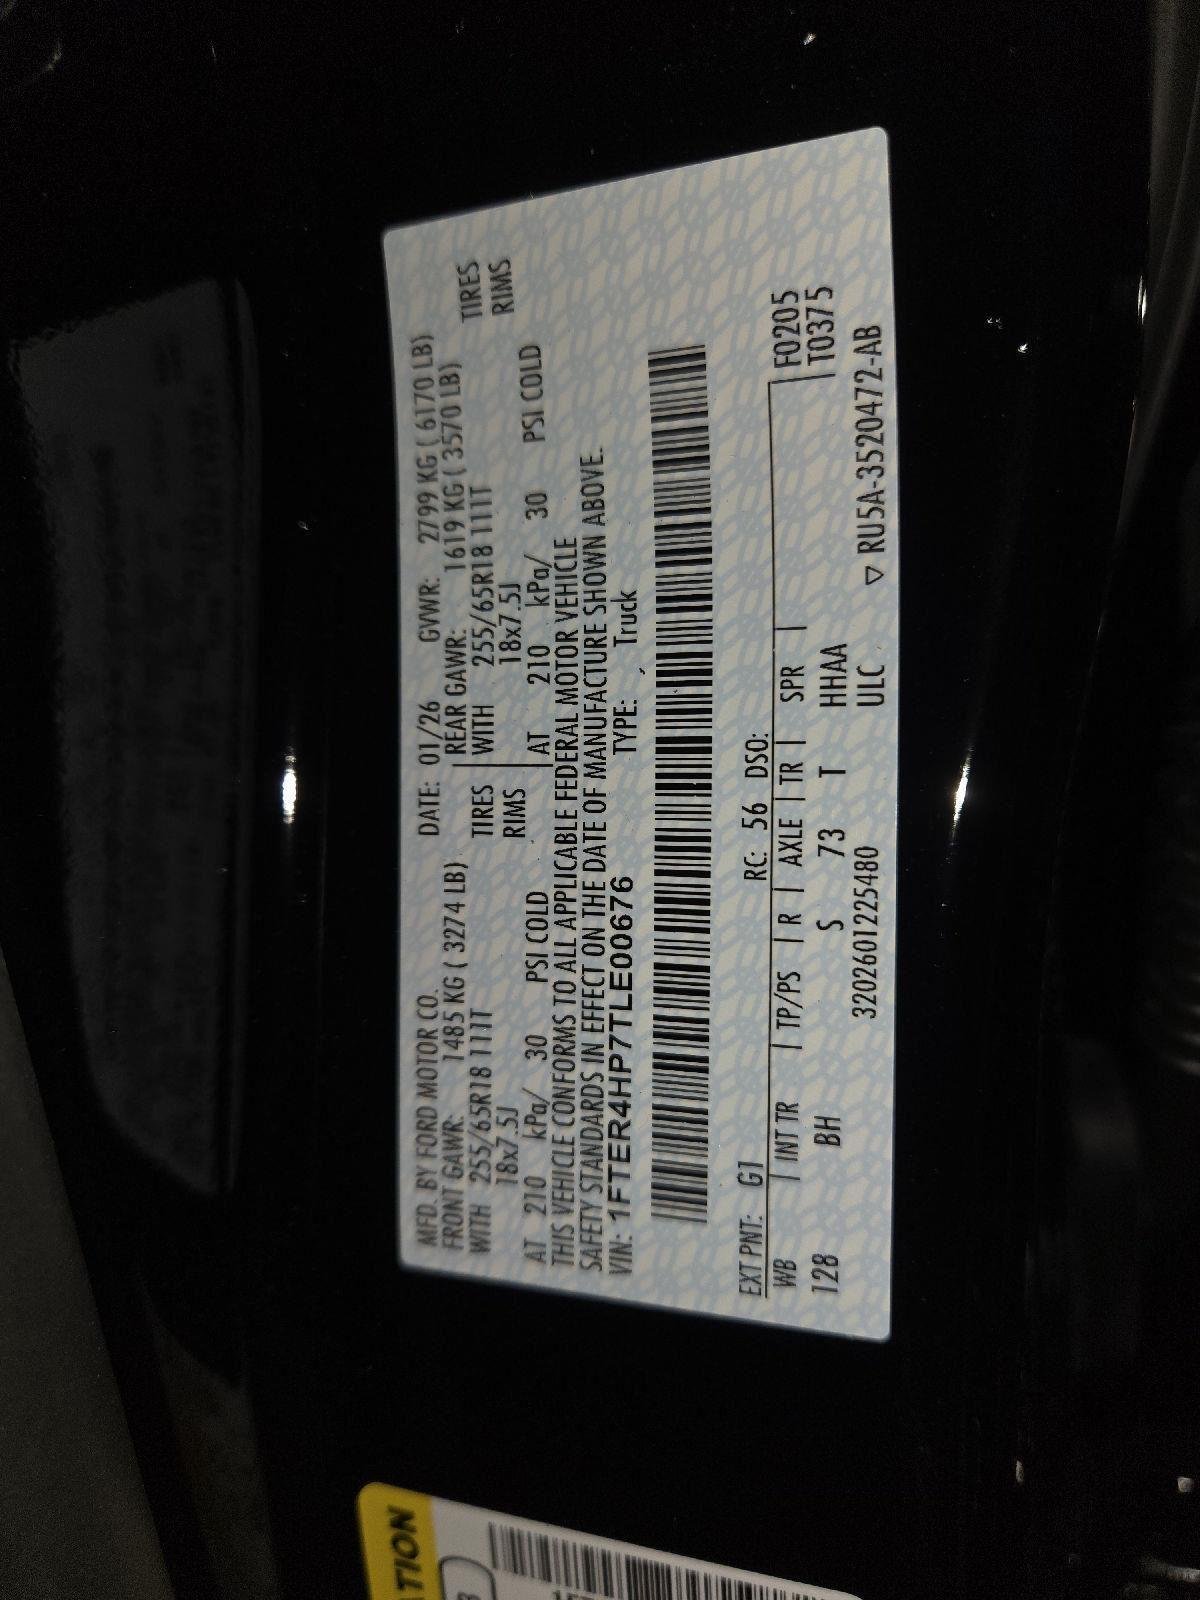 MFD. BY FORD MOTOR CO. DATE: 01/26 GVWR: 2799 KG ( 6170 LB)
FRONT GAWR: 1485 KG ( 3274 LB) REAR GAWR: 1619 KG ( 3570 LB)
WITH 255/65R18 111T TIRES WITH 255/65R18 111T TIRES
18x7.5J RIMS 18x7.5J RIMS
AT 210 kPa/ 30 PSI COLD AT 210 kPa/ 30 PSI COLD
THIS VEHICLE CONFORMS TO ALL APPLICABLE FEDERAL MOTOR VEHICLE
SAFETY STANDARDS IN EFFECT ON THE DATE OF MANUFACTURE SHOWN ABOVE.
VIN: 1FTER4HP7TLE00676 TYPE: Truck
EXT PNT: G1 RC: 56 DSO:
WB | INT TR | TP/PS | R | AXLE | TR | SPR | F0205
128 BH S 73 T HHAA T0375
320260122548​0 ULC ▽ RU5A-3520472-AB
TION